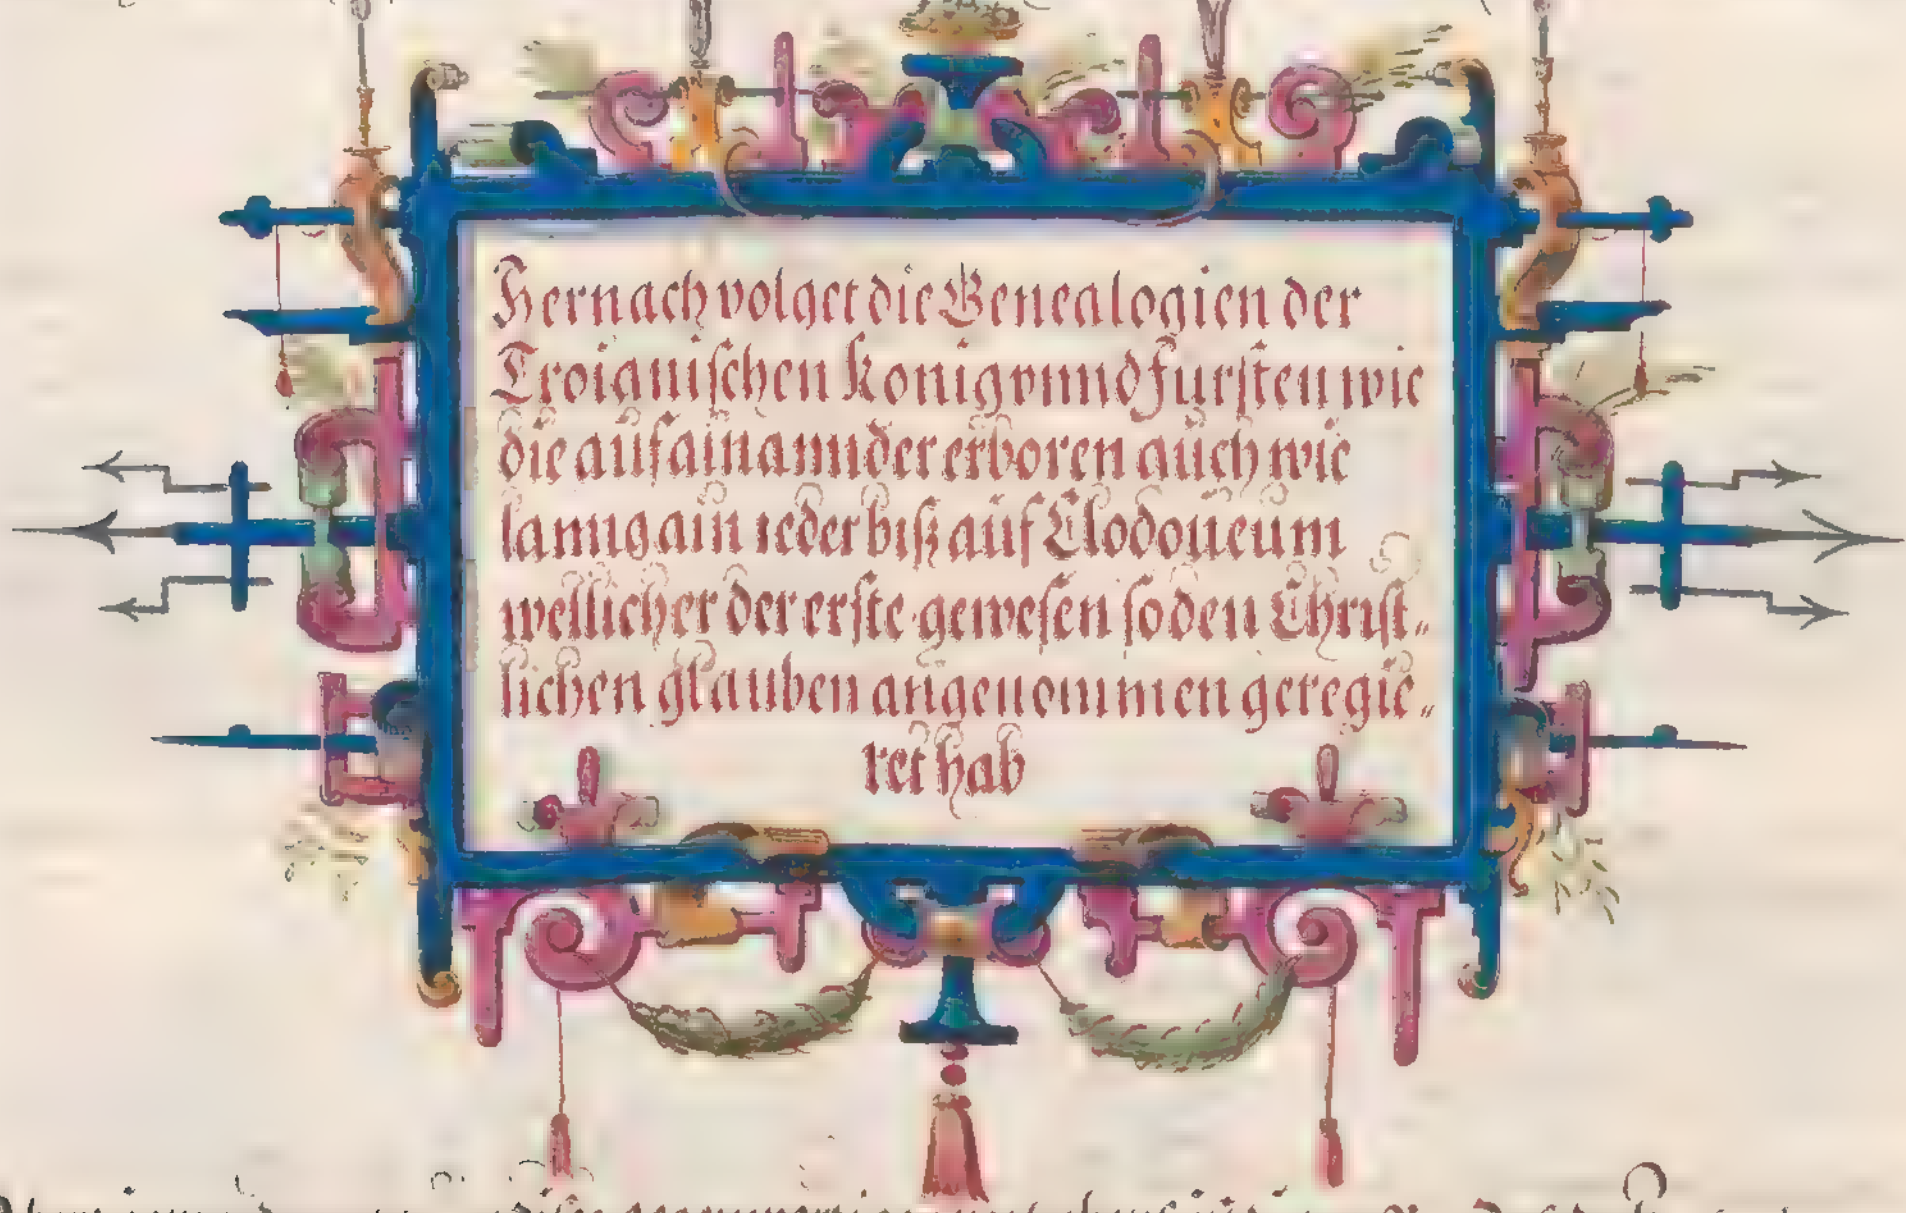 Hernach volget die Genealogien der
Troianischen konig vnnd fursten wie
die auf ainannder erboren auch wie
lanng ain ieder biß auf Clodoueum
wellicher der erste gewesen so den Christ„
lichen glauben angenommen geregie„
ret hab